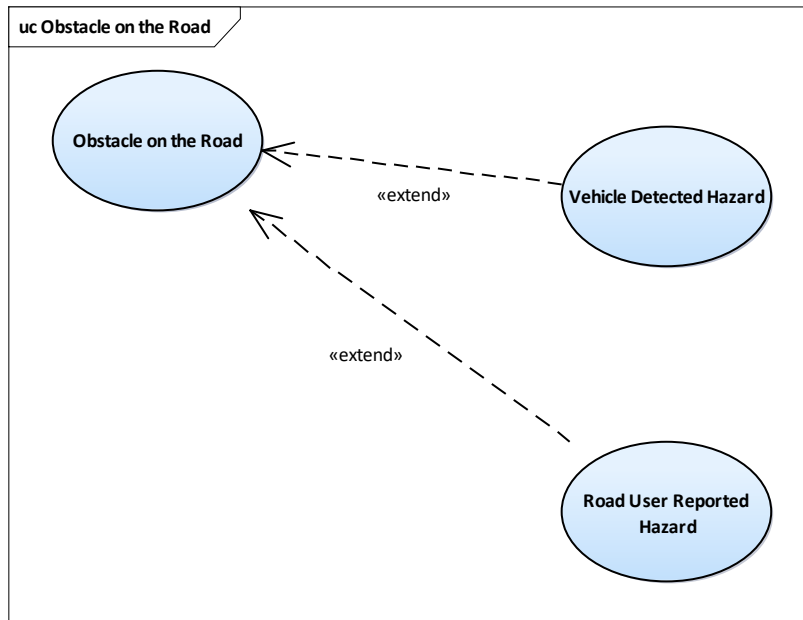 uc Obstacle on the Road
Obstacle on the Road
Vehicle Detected Hazard
«extend»
«extend»
Road User Reported
Hazard